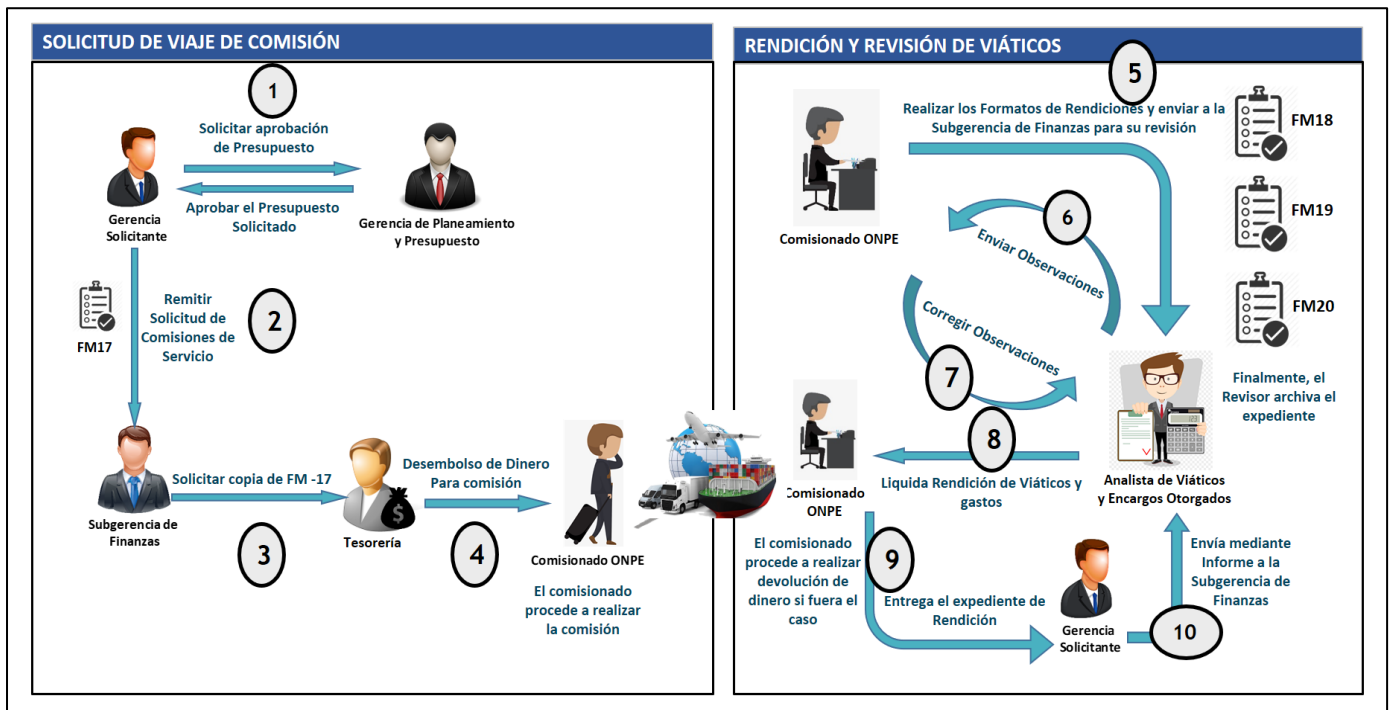 SOLICITUD DE VIAJE DE COMISIÓN
1
Solicitar aprobación
de Presupuesto
Aprobar el Presupuesto
Solicitado
Gerencia
Solicitante
Gerencia de Planeamiento
y Presupuesto
FM17
Remitir
Solicitud de
Comisiones de
Servicio
2
Subgerencia de
Finanzas
Solicitar copia de FM -17
3
Tesorería
$
Desembolso de Dinero
Para comisión
4
Comisionado ONPE
El comisionado
procede a realizar
la comisión
RENDICIÓN Y REVISIÓN DE VIÁTICOS
5
Realizar los Formatos de Rendiciones y enviar a la
Subgerencia de Finanzas para su revisión
FM18
FM19
FM20
Comisionado ONPE
6
Enviar Observaciones
Corregir Observaciones
7
Finalmente, el
Revisor archiva el
expediente
8
Liquida Rendición de Viáticos y
gastos
Analista de Viáticos
y Encargos Otorgados
Comisionado
ONPE
El comisionado
procede a realizar
devolución de
dinero si fuera el
caso
9
Entrega el expediente de
Rendición
Gerencia
Solicitante
10
Envía mediante
Informe a la
Subgerencia de
Finanzas